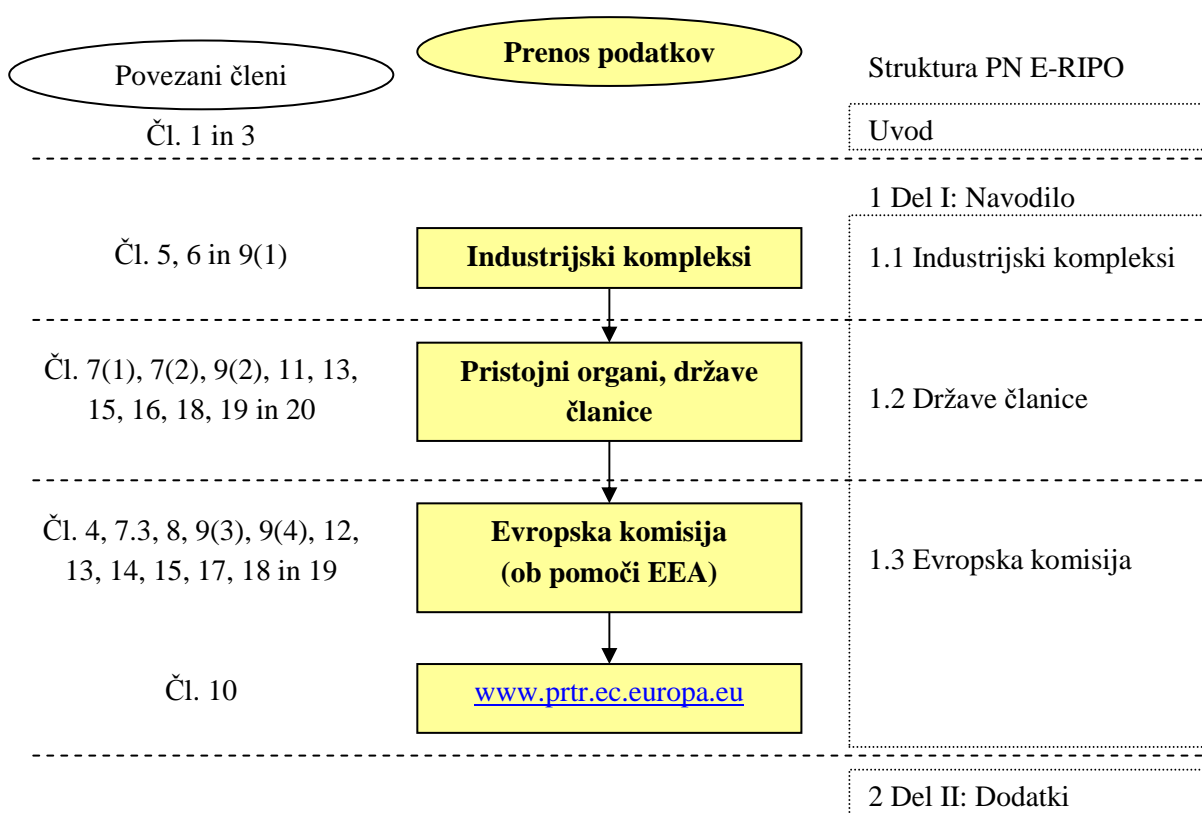 Povezani členi
Prenos podatkov
Struktura PN E-RIPO
Čl. 1 in 3
Uvod
1 Del I: Navodilo
Čl. 5, 6 in 9(1)
Industrijski kompleksi
1.1 Industrijski kompleksi
Čl. 7(1), 7(2), 9(2), 11, 13,
15, 16, 18, 19 in 20
Pristojni organi, države
članice
1.2 Države članice
Čl. 4, 7.3, 8, 9(3), 9(4), 12,
13, 14, 15, 17, 18 in 19
Evropska komisija
(ob pomoči EEA)
1.3 Evropska komisija
Čl. 10
www.prtr.ec.europa.eu
2 Del II: Dodatki